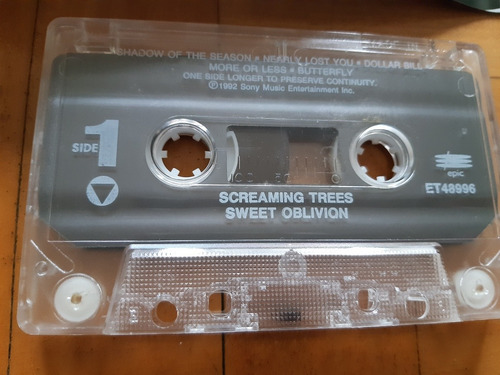 SHADOW OF THE SEASON * NEARLY LOST YOU * DOLLAR BILL
MORE OR LESS * BUTTERFLY
ONE SIDE LONGER TO PRESERVE CONTINUITY.
Ⓟ1992 Sony Music Entertainment Inc.
SIDE 1
epic
ET48996
SCREAMING TREES
SWEET OBLIVION